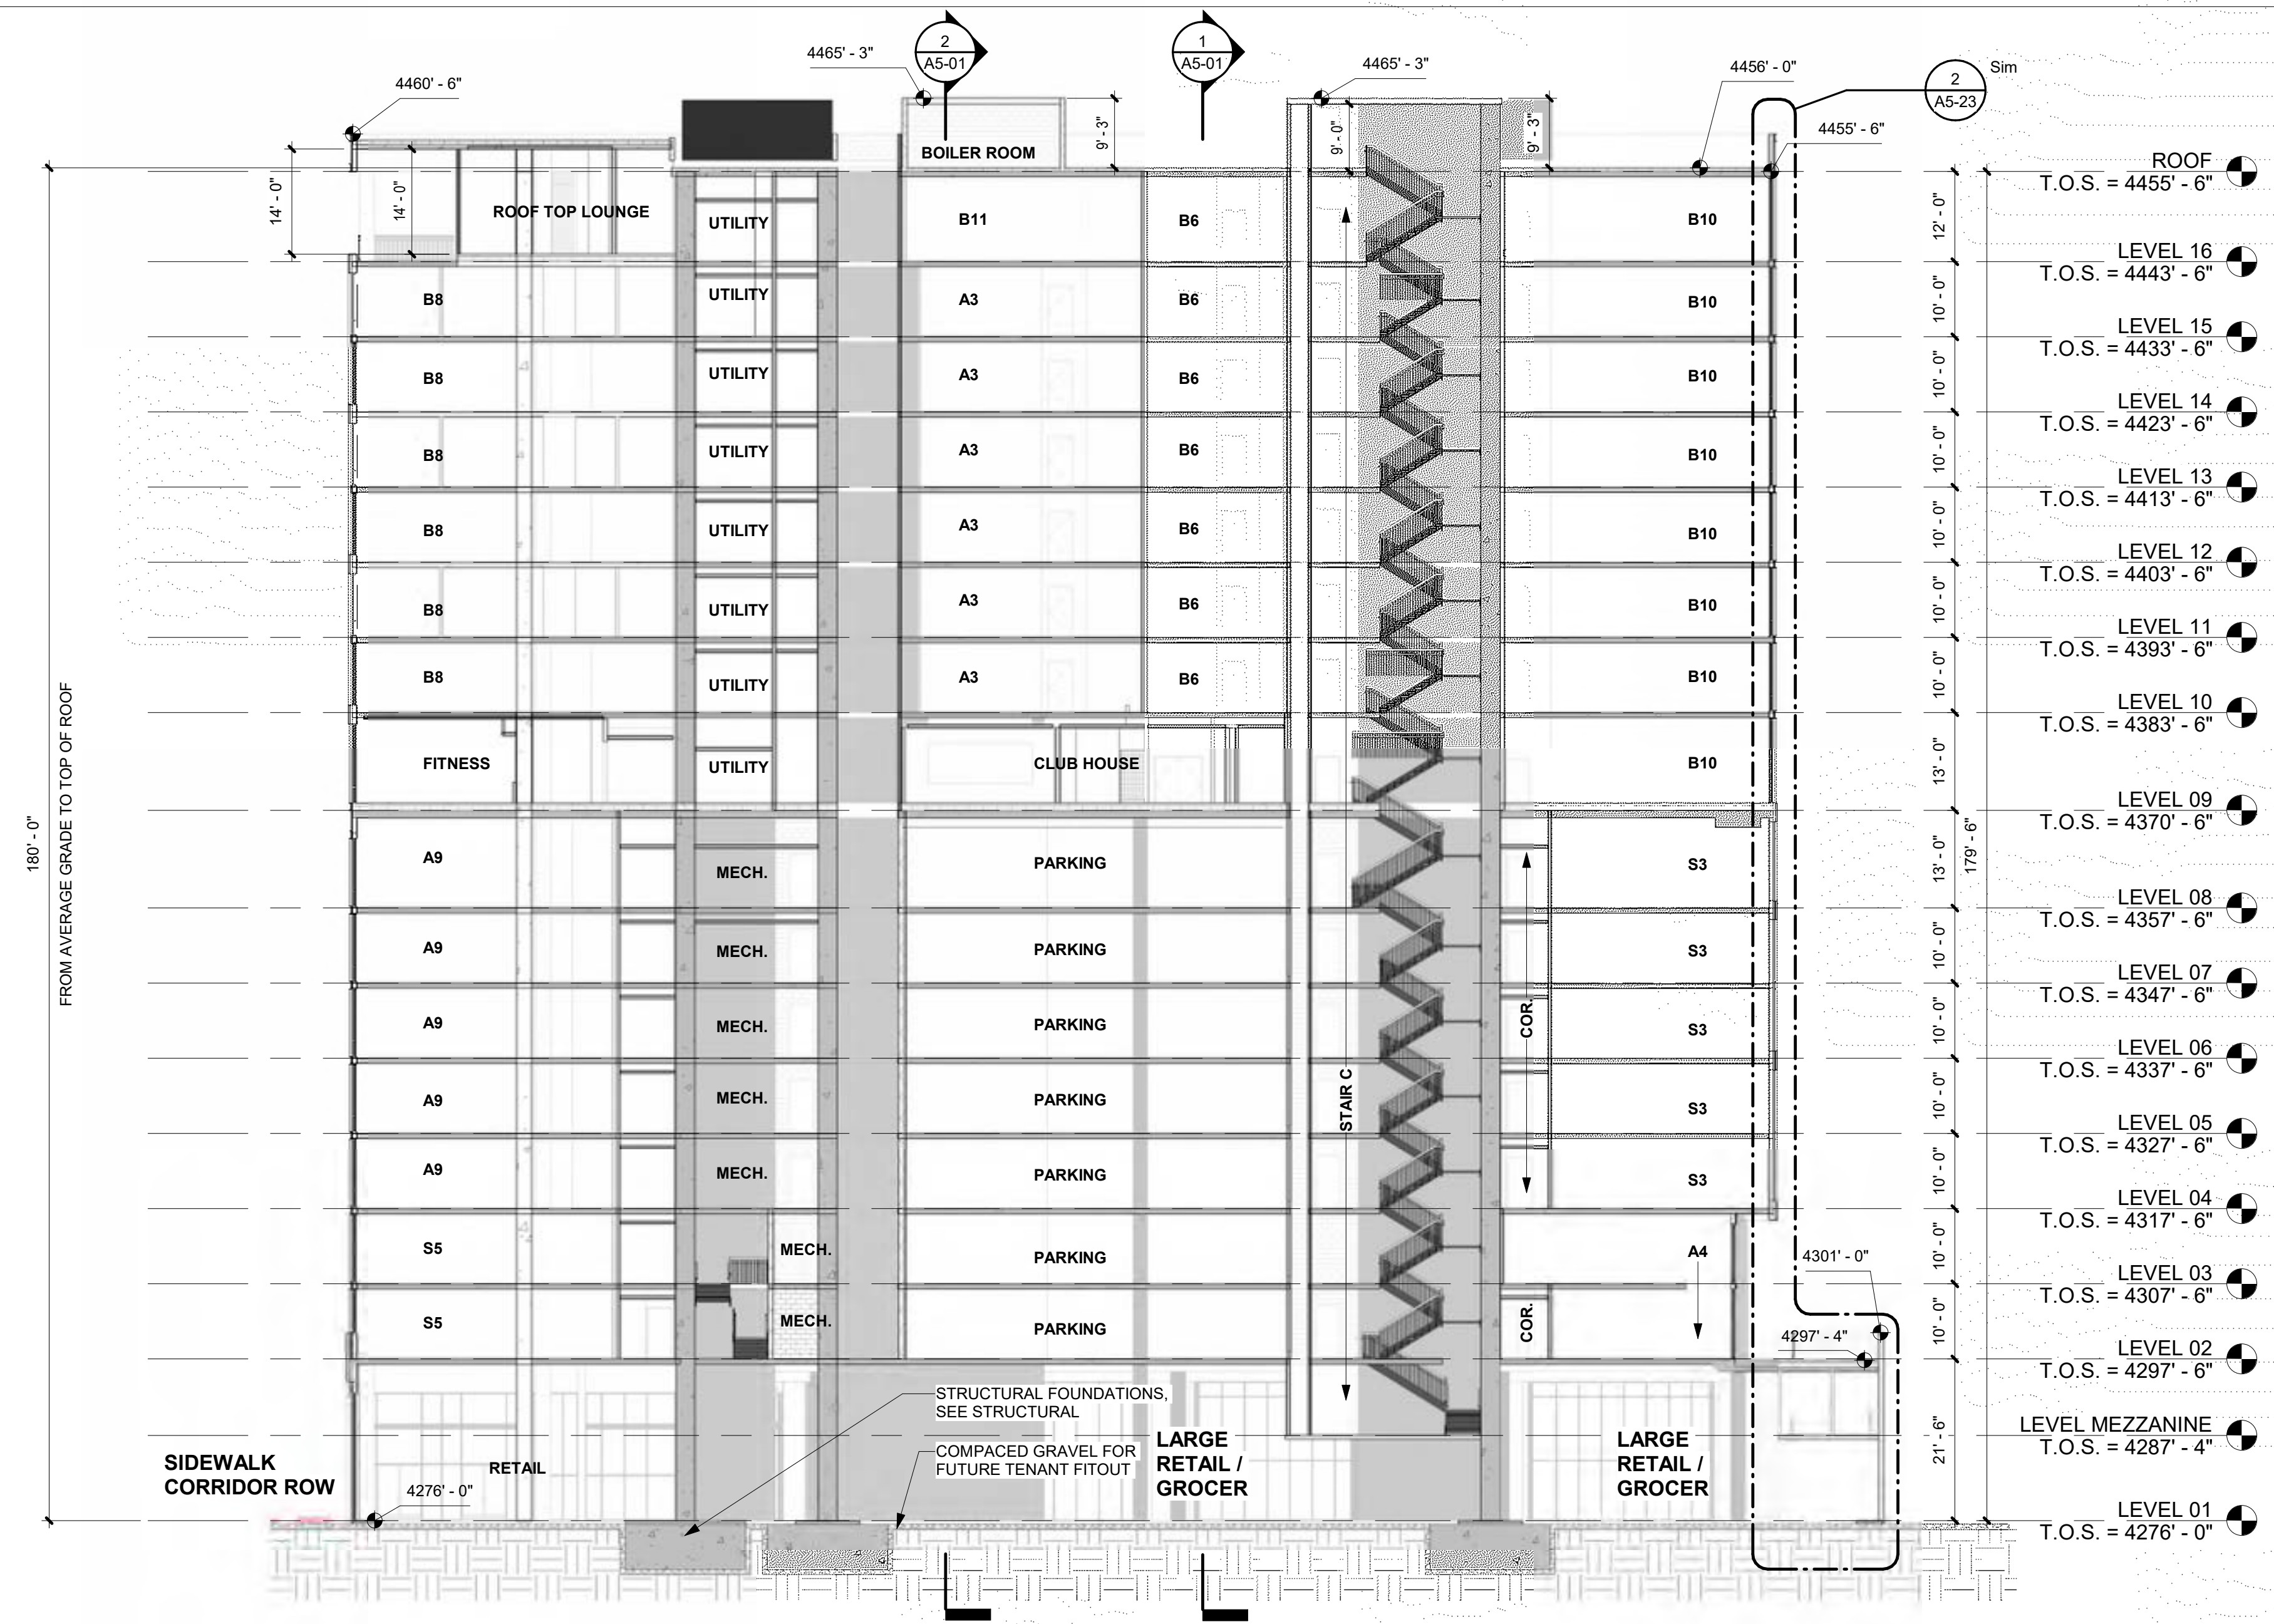 2
A5-01
1
A5-01
4465' - 3"
4465' - 3"
4460' - 6"
4456' - 0"
2
A5-23
Sim
4455' - 6"
9' - 3"
9' - 0"
9' - 3"
BOILER ROOM
ROOF
T.O.S. = 4455' - 6"
14' - 0"
14' - 0"
ROOF TOP LOUNGE
UTILITY
B11
B6
B10
12' - 0"
LEVEL 16
T.O.S. = 4443' - 6"
B8
UTILITY
A3
B6
B10
10' - 0"
LEVEL 15
T.O.S. = 4433' - 6"
B8
UTILITY
A3
B6
B10
10' - 0"
LEVEL 14
T.O.S. = 4423' - 6"
B8
UTILITY
A3
B6
B10
10' - 0"
LEVEL 13
T.O.S. = 4413' - 6"
B8
UTILITY
A3
B6
B10
10' - 0"
LEVEL 12
T.O.S. = 4403' - 6"
B8
UTILITY
A3
B6
B10
10' - 0"
LEVEL 11
T.O.S. = 4393' - 6"
B8
UTILITY
A3
B6
B10
10' - 0"
LEVEL 10
T.O.S. = 4383' - 6"
FITNESS
UTILITY
CLUB HOUSE
B10
13' - 0"
LEVEL 09
T.O.S. = 4370' - 6"
180' - 0"
FROM AVERAGE GRADE TO TOP OF ROOF
179' - 6"
A9
MECH.
PARKING
S3
13' - 0"
LEVEL 08
T.O.S. = 4357' - 6"
A9
MECH.
PARKING
S3
10' - 0"
LEVEL 07
T.O.S. = 4347' - 6"
A9
MECH.
PARKING
COR.
S3
10' - 0"
LEVEL 06
T.O.S. = 4337' - 6"
A9
MECH.
PARKING
STAIR C
S3
10' - 0"
LEVEL 05
T.O.S. = 4327' - 6"
A9
MECH.
PARKING
S3
10' - 0"
LEVEL 04
T.O.S. = 4317' - 6"
S5
MECH.
PARKING
A4
4301' - 0"
10' - 0"
LEVEL 03
T.O.S. = 4307' - 6"
S5
MECH.
PARKING
COR.
4297' - 4"
10' - 0"
LEVEL 02
T.O.S. = 4297' - 6"
STRUCTURAL FOUNDATIONS,
SEE STRUCTURAL
COMPACED GRAVEL FOR
FUTURE TENANT FITOUT
LARGE
RETAIL /
GROCER
LARGE
RETAIL /
GROCER
21' - 6"
LEVEL MEZZANINE
T.O.S. = 4287' - 4"
SIDEWALK
CORRIDOR ROW
RETAIL
4276' - 0"
LEVEL 01
T.O.S. = 4276' - 0"